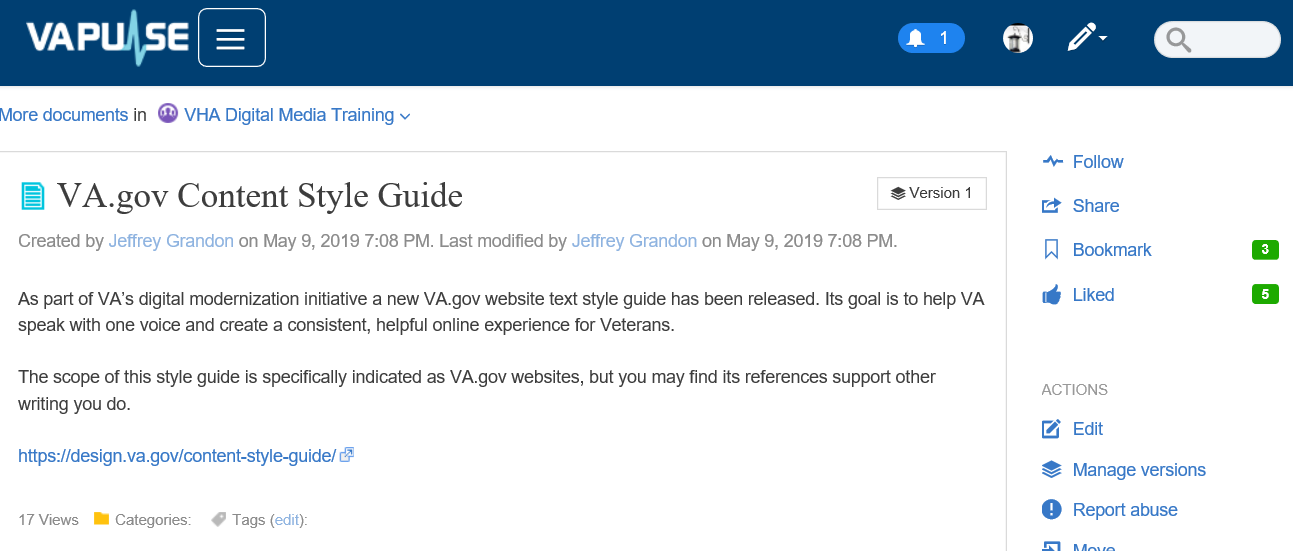 VAPULSE
1
More documents in VHA Digital Media Training
VA.gov Content Style Guide
Version 1
Created by Jeffrey Grandon on May 9, 2019 7:08 PM. Last modified by Jeffrey Grandon on May 9, 2019 7:08 PM.
As part of VA's digital modernization initiative a new VA.gov website text style guide has been released. Its goal is to help VA
speak with one voice and create a consistent, helpful online experience for Veterans.
The scope of this style guide is specifically indicated as VA.gov websites, but you may find its references support other
writing you do.
https://design.va.gov/content-style-guide/
17 Views Categories: Tags (edit):
Follow
Share
Bookmark 3
Liked 5
ACTIONS
Edit
Manage versions
Report abuse
Move